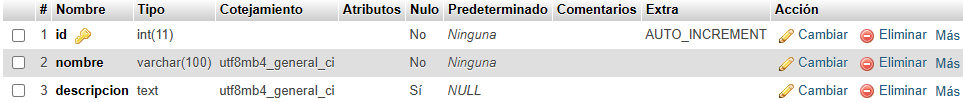 # Nombre Tipo Cotejamiento Atributos Nulo Predeterminado Comentarios Extra Acción
1 id int(11) No Ninguna AUTO_INCREMENT Cambiar Eliminar Más
2 nombre varchar(100) utf8mb4_general_ci No Ninguna Cambiar Eliminar Más
3 descripcion text utf8mb4_general_ci Sí NULL Cambiar Eliminar Más